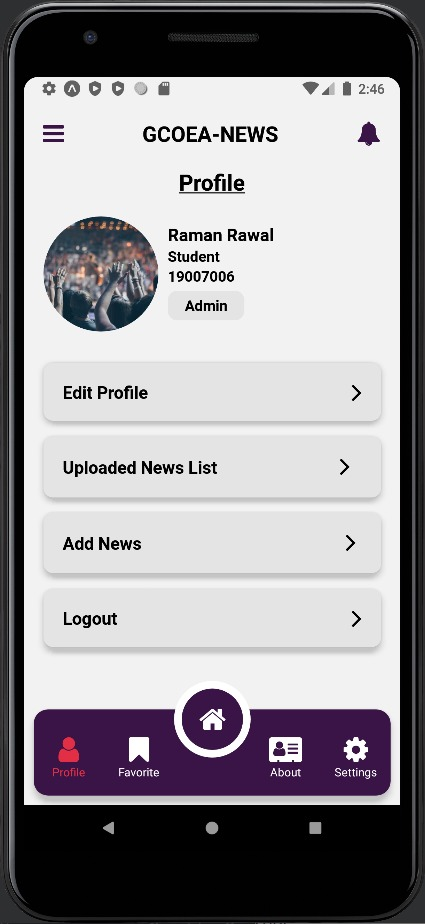 2:46
GCOEA-NEWS
Profile
Raman Rawal
Student
19007006
Admin
Edit Profile
Uploaded News List
Add News
Logout
Profile
Favorite
About
Settings